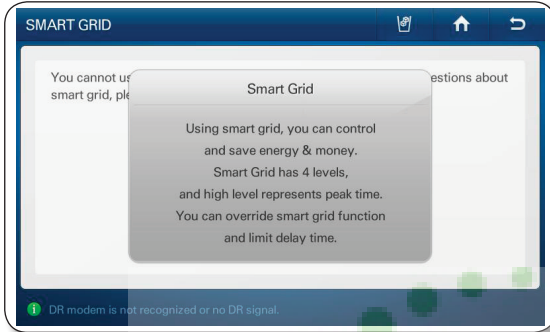 SMART GRID
You cannot us estions about
smart grid, ple
Smart Grid
Using smart grid, you can control
and save energy & money.
Smart Grid has 4 levels,
and high level represents peak time.
You can override smart grid function
and limit delay time.
DR modem is not recognized or no DR signal.